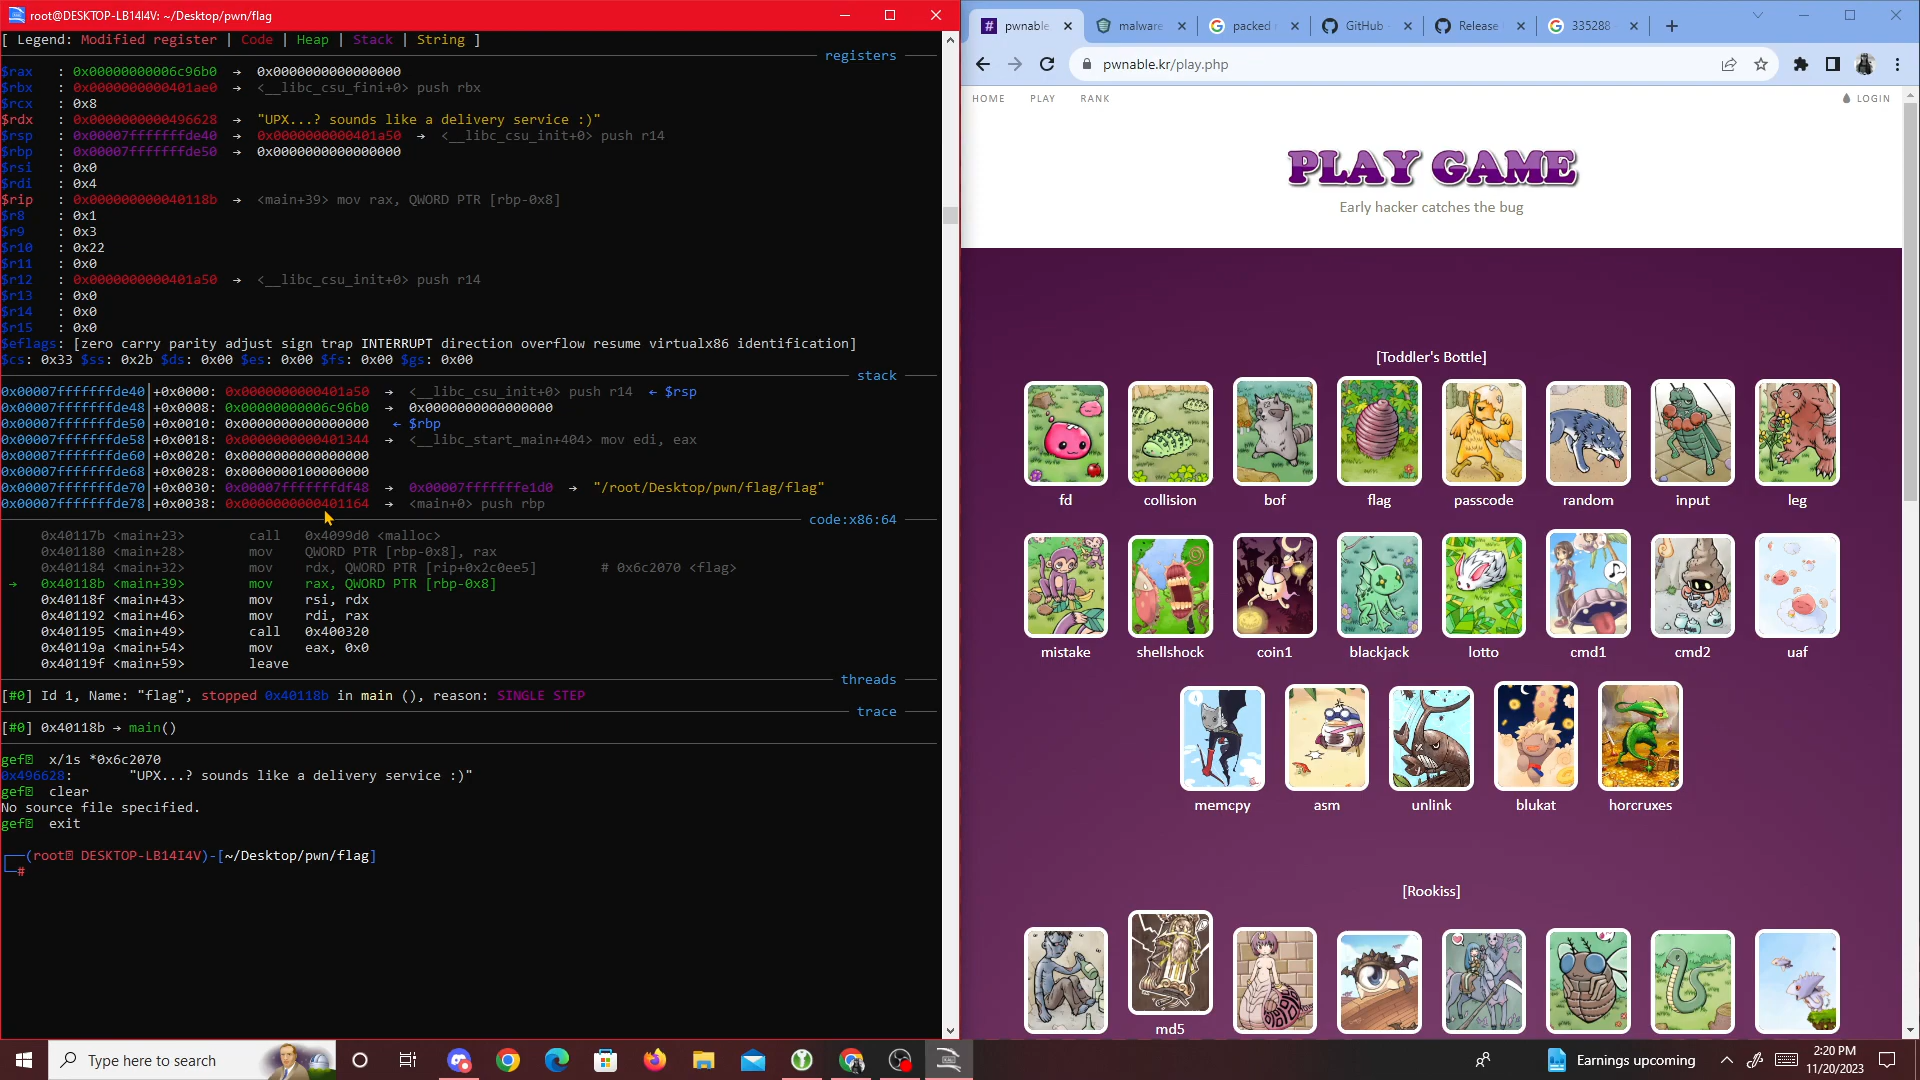 root@DESKTOP-LB14I4V: ~/Desktop/pwn/flag
[ Legend: Modified register | Code | Heap | Stack | String ]
registers
$rax : 0x00000000006c96b0 → 0x0000000000000000
$rbx : 0x0000000000401ae0 → <__libc_csu_fini+0> push rbx
$rcx : 0x8
$rdx : 0x0000000000496628 → "UPX...? sounds like a delivery service :)"
$rsp : 0x00007fffffffde40 → 0x0000000000401a50 → <__libc_csu_init+0> push r14
$rbp : 0x00007fffffffde50 → 0x0000000000000000
$rsi : 0x0
$rdi : 0x4
$rip : 0x000000000040118b → <main+39> mov rax, QWORD PTR [rbp-0x8]
$r8 : 0x1
$r9 : 0x3
$r10 : 0x22
$r11 : 0x0
$r12 : 0x0000000000401a50 → <__libc_csu_init+0> push r14
$r13 : 0x0
$r14 : 0x0
$r15 : 0x0
$eflags: [zero carry parity adjust sign trap INTERRUPT direction overflow resume virtualx86 identification]
$cs: 0x33 $ss: 0x2b $ds: 0x00 $es: 0x00 $fs: 0x00 $gs: 0x00
stack
0x00007fffffffde40│+0x0000: 0x0000000000401a50 → <__libc_csu_init+0> push r14 ← $rsp
0x00007fffffffde48│+0x0008: 0x00000000006c96b0 → 0x0000000000000000
0x00007fffffffde50│+0x0010: 0x0000000000000000 ← $rbp
0x00007fffffffde58│+0x0018: 0x0000000000401344 → <__libc_start_main+404> mov edi, eax
0x00007fffffffde60│+0x0020: 0x0000000000000000
0x00007fffffffde68│+0x0028: 0x0000000100000000
0x00007fffffffde70│+0x0030: 0x00007fffffffdf48 → 0x00007fffffffe1d0 → "/root/Desktop/pwn/flag/flag"
0x00007fffffffde78│+0x0038: 0x0000000000401164 → <main+0> push rbp
code:x86:64
0x40117b <main+23> call 0x4099d0 <malloc>
0x401180 <main+28> mov QWORD PTR [rbp-0x8], rax
0x401184 <main+32> mov rdx, QWORD PTR [rip+0x2c0ee5] # 0x6c2070 <flag>
→ 0x40118b <main+39> mov rax, QWORD PTR [rbp-0x8]
0x40118f <main+43> mov rsi, rdx
0x401192 <main+46> mov rdi, rax
0x401195 <main+49> call 0x400320
0x40119a <main+54> mov eax, 0x0
0x40119f <main+59> leave
threads
[#0] Id 1, Name: "flag", stopped 0x40118b in main (), reason: SINGLE STEP
trace
[#0] 0x40118b → main()
gef x/1s *0x6c2070
0x496628: "UPX...? sounds like a delivery service :)"
gef clear
No source file specified.
gef exit
(root DESKTOP-LB14I4V)-[~/Desktop/pwn/flag]
#
pwnable
malware
packed
GitHub
Release
335288
pwnable.kr/play.php
HOME PLAY RANK LOGIN
PLAY GAME
Early hacker catches the bug
[Toddler's Bottle]
fd collision bof flag passcode random input leg
mistake shellshock coin1 blackjack lotto cmd1 cmd2 uaf
memcpy asm unlink blukat horcruxes
[Rookiss]
md5
Type here to search
Earnings upcoming
2:20 PM
11/20/2023